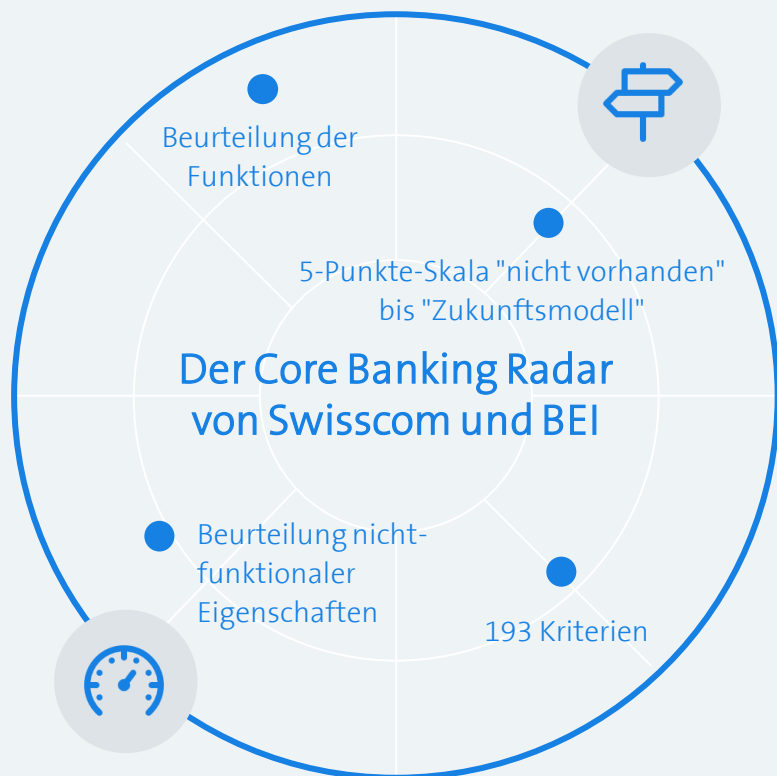 Beurteilung der
Funktionen
5-Punkte-Skala "nicht vorhanden"
bis "Zukunftsmodell"
Der Core Banking Radar
von Swisscom und BEI
Beurteilung nicht-
funktionaler
Eigenschaften
193 Kriterien